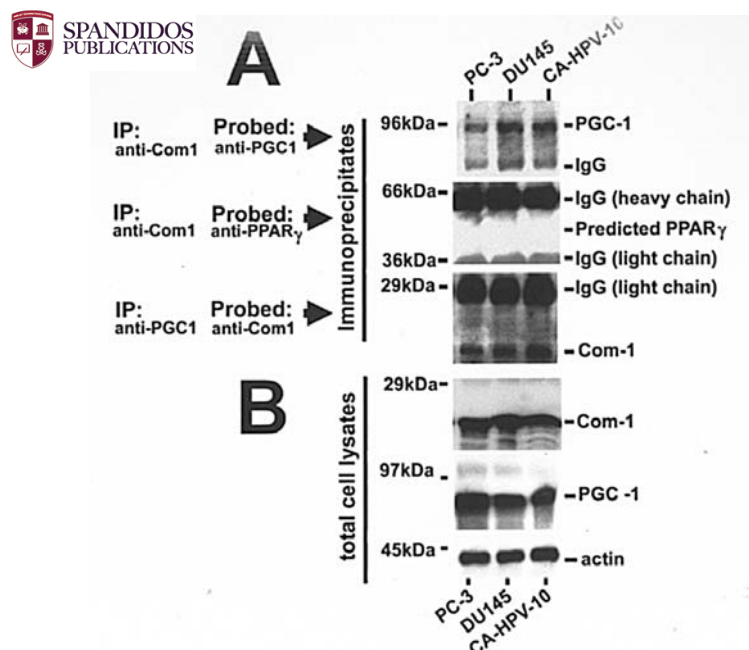 SPANDIDOS
PUBLICATIONS
A
PC-3
DU145
CA-HPV-10
IP:
anti-Com1
Probed:
anti-PGC1
96kDa
PGC-1
IgG
IP:
anti-Com1
Probed:
anti-PPARγ
66kDa
IgG (heavy chain)
Predicted PPARγ
36kDa
IgG (light chain)
29kDa
IgG (light chain)
IP:
anti-PGC1
Probed:
anti-Com1
Com-1
Immunoprecipitates
B
29kDa
Com-1
97kDa
PGC -1
45kDa
actin
total cell lysates
PC-3
DU145
CA-HPV-10